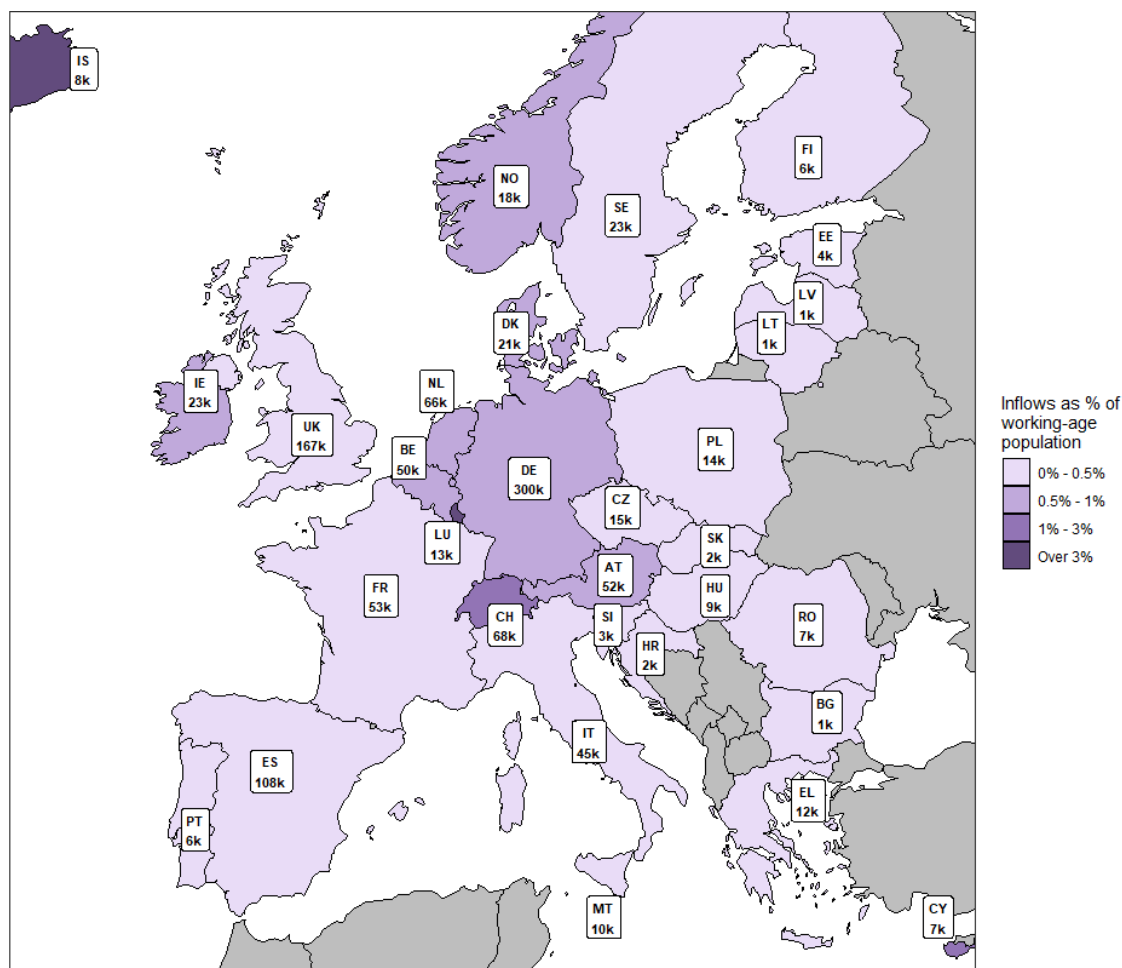 IS
8k
NO
18k
FI
6k
SE
23k
EE
4k
LV
1k
LT
1k
DK
21k
IE
23k
NL
66k
UK
167k
BE
50k
DE
300k
PL
14k
CZ
15k
LU
13k
SK
2k
AT
52k
FR
53k
HU
9k
CH
68k
SI
3k
RO
7k
HR
2k
BG
1k
IT
45k
ES
108k
EL
12k
PT
6k
MT
10k
CY
7k
Inflows as % of
working-age
population
0% - 0.5%
0.5% - 1%
1% - 3%
Over 3%